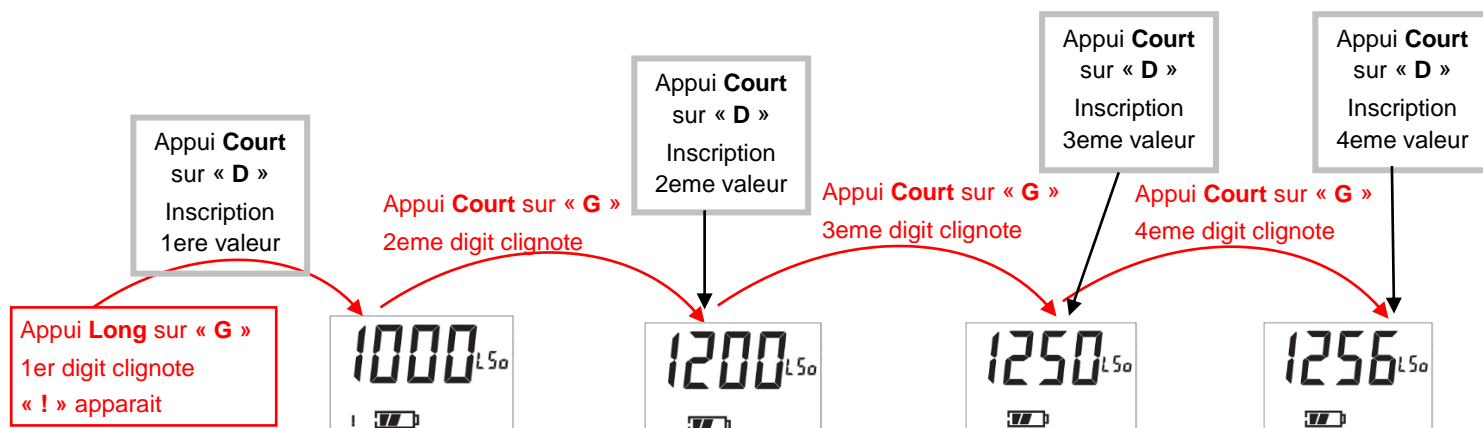 Appui Long sur « G »
1er digit clignote
« ! » apparait
Appui Court
sur « D »
Inscription
1ere valeur
1000 LSo
!
Appui Court sur « G »
2eme digit clignote
Appui Court
sur « D »
Inscription
2eme valeur
1200 LSo
Appui Court sur « G »
3eme digit clignote
Appui Court
sur « D »
Inscription
3eme valeur
1250 LSo
Appui Court sur « G »
4eme digit clignote
Appui Court
sur « D »
Inscription
4eme valeur
1256 LSo